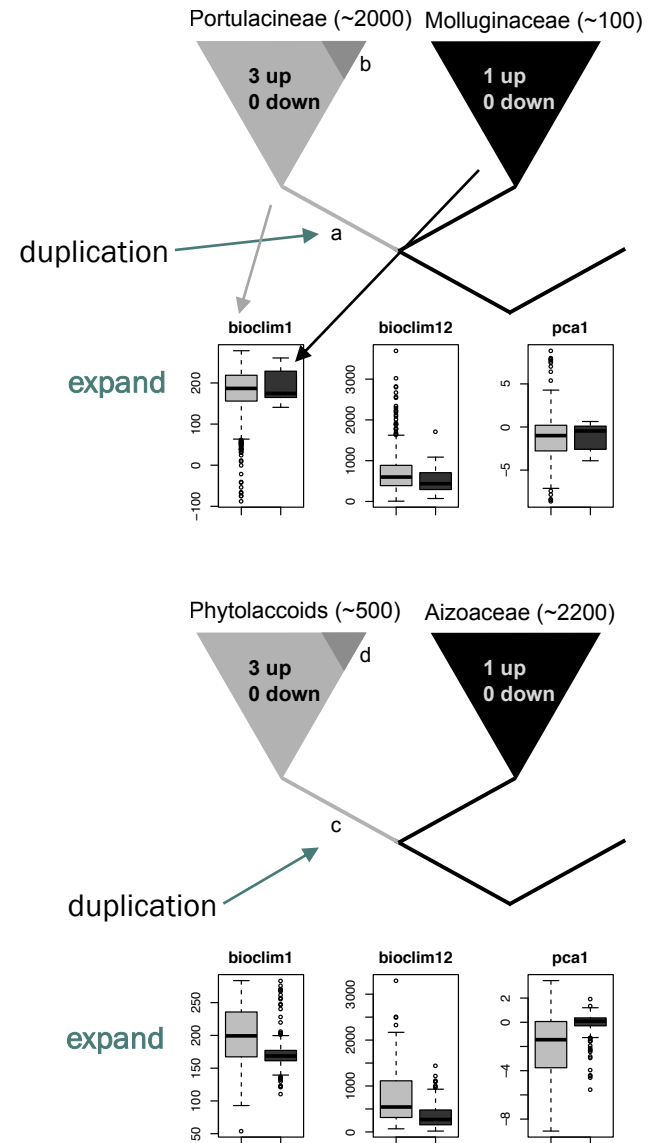 Portulacineae (~2000) Molluginaceae (~100)
3 up
0 down
b
1 up
0 down
duplication
a
bioclim1 bioclim12 pca1
expand
−100 0 100 200
0 1000 3000
−5 0 5
Phytolaccoids (~500) Aizoaceae (~2200)
3 up
0 down
d
1 up
0 down
c
duplication
bioclim1 bioclim12 pca1
expand
50 100 150 200 250
0 1000 3000
−8 −4 0 2